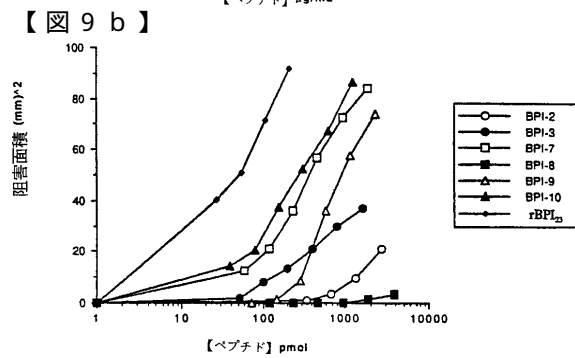 【ペプチド】 µg/mL
【図９ｂ】
阻害面積 (mm)^2
100
80
60
40
20
0
1
10
100
1000
10000
【ペプチド】 pmol
BPI-2
BPI-3
BPI-7
BPI-8
BPI-9
BPI-10
rBPI₂₃